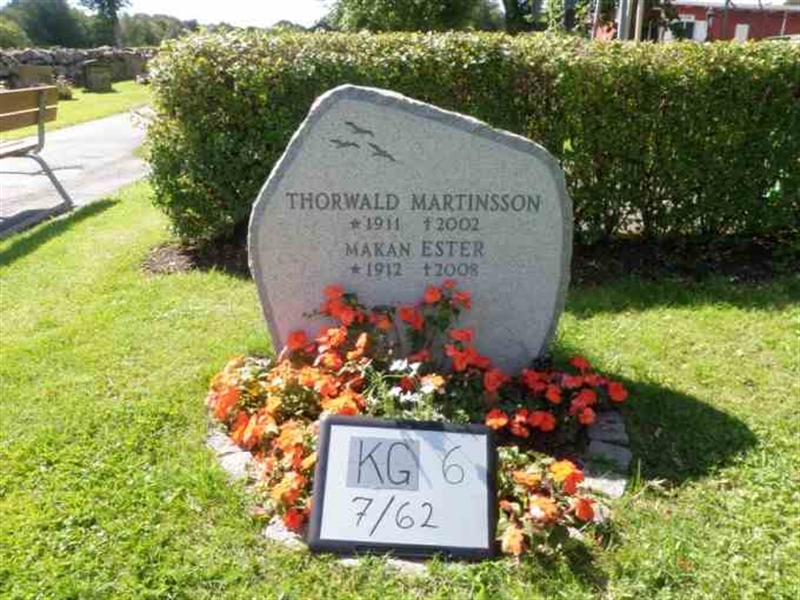 THORWALD MARTINSSON
*1911 †2002
MAKAN ESTER
*1912 †2008
KG 6
7/62